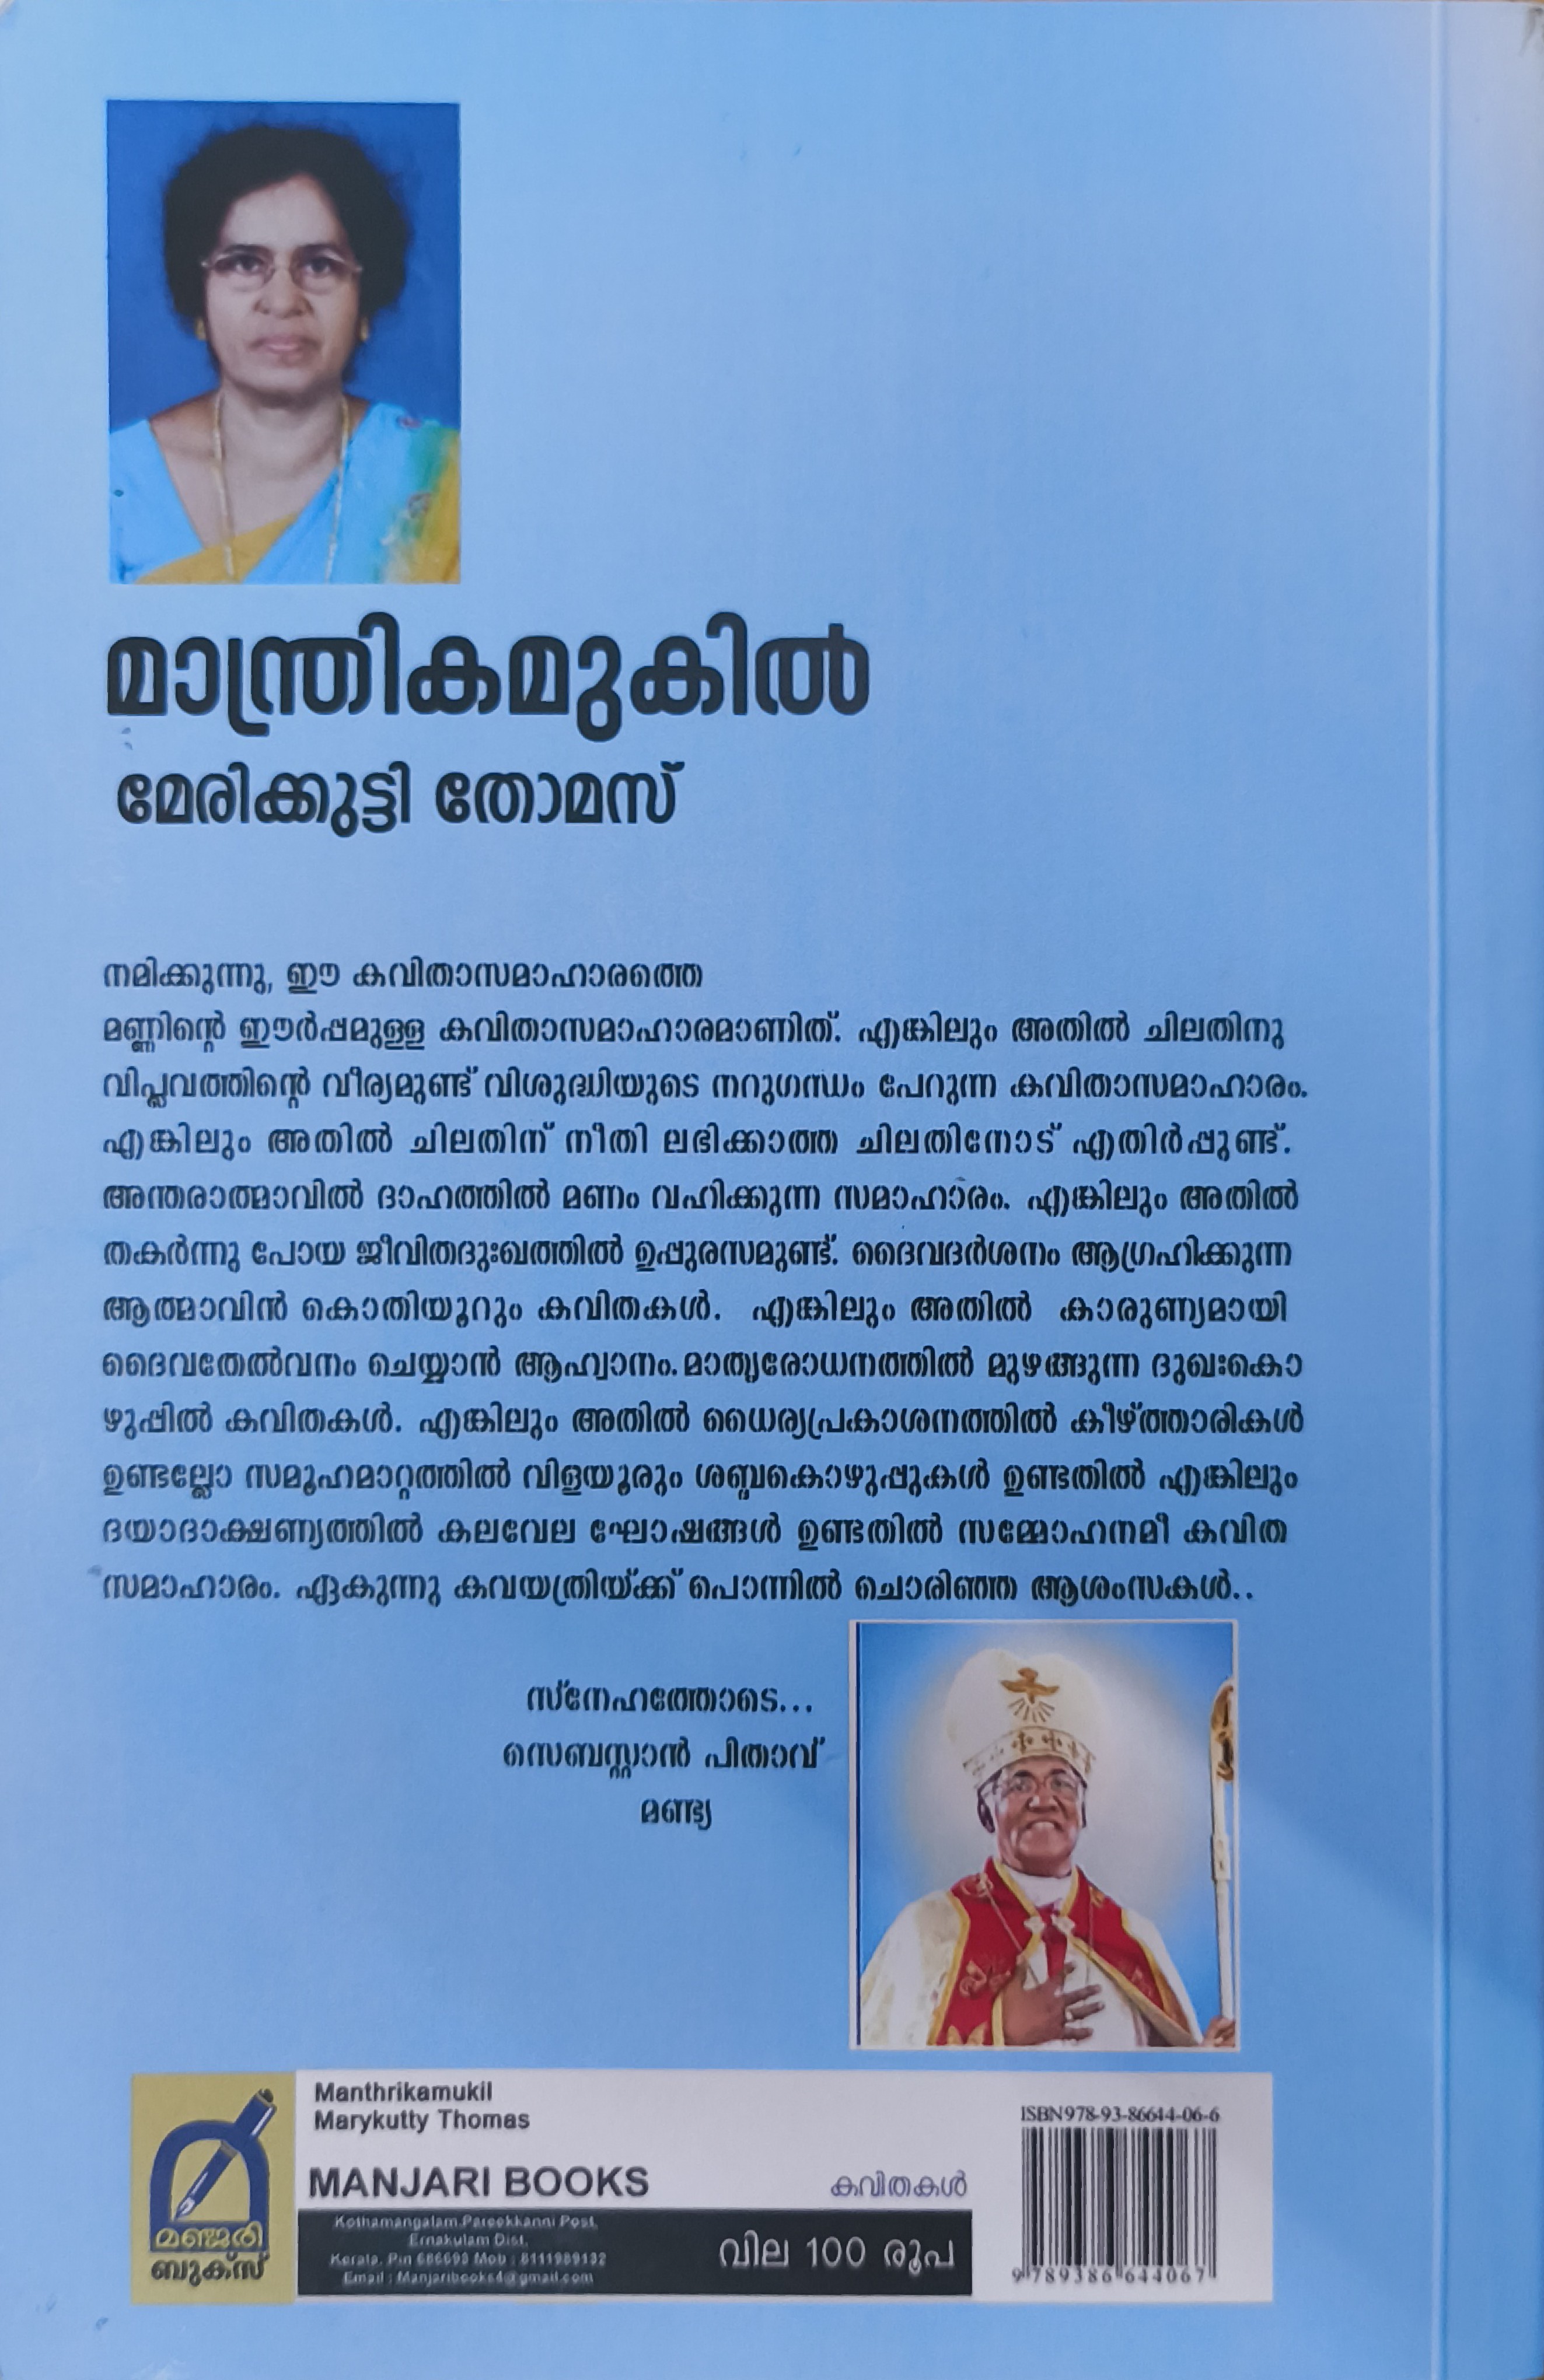 മാന്ത്രികമുകിൽ
മേരിക്കുട്ടി തോമസ്
നമിക്കുന്നു, ഈ കവിതാസമാഹാരത്തെ
മണ്ണിന്റെ ഈർപ്പമുള്ള കവിതാസമാഹാരമാണിത്. എങ്കിലും അതിൽ ചിലതിനു
വിപ്ലവത്തിന്റെ വീര്യമുണ്ട് വിശുദ്ധിയുടെ നറുഗന്ധം പേറുന്ന കവിതാസമാഹാരം.
എങ്കിലും അതിൽ ചിലതിന് നീതി ലഭിക്കാത്ത ചിലതിനോട് എതിർപ്പുണ്ട്.
അന്തരാത്മാവിൽ ദാഹത്തിൽ മണം വഹിക്കുന്ന സമാഹാരം. എങ്കിലും അതിൽ
തകർന്നു പോയ ജീവിതദുഃഖത്തിൽ ഉപ്പുരസമുണ്ട്. ദൈവദർശനം ആഗ്രഹിക്കുന്ന
ആത്മാവിൻ കൊതിയൂറും കവിതകൾ. എങ്കിലും അതിൽ കാരുണ്യമായി
ദൈവതേൽവനം ചെയ്യാൻ ആഹ്വാനം. മാതൃരോധനത്തിൽ മുഴങ്ങുന്ന ദുഖഃകൊ
ഴുപ്പിൽ കവിതകൾ. എങ്കിലും അതിൽ ധൈര്യപ്രകാശനത്തിൽ കീഴ്ത്താരികൾ
ഉണ്ടല്ലോ സമൂഹമാറ്റത്തിൽ വിളയൂരും ശബ്ദകൊഴുപ്പുകൾ ഉണ്ടതിൽ എങ്കിലും
ദയാദാക്ഷണ്യത്തിൽ കലവേല ഘോഷങ്ങൾ ഉണ്ടതിൽ സമ്മോഹനമീ കവിത
സമാഹാരം. ഏകുന്നു കവയത്രിയ്ക്ക് പൊന്നിൽ ചൊരിഞ്ഞ ആശംസകൾ..
സ്നേഹത്തോടെ...
സെബസ്റ്റ്യാൻ പിതാവ്
മണ്ഡ്യ
Manthrikamukil
Marykutty Thomas
MANJARI BOOKS
കവിതകൾ
Kothamangalam.Pareekkanni Post,
Ernakulam Dist,
Kerala, Pin 686693 Mob : 8111989132
Email : Manjaribooks4@gmail.com
വില 100 രൂപ
മഞ്ജരി
ബുക്സ്
ISBN978-93-86644-06-6
9 789386 644067